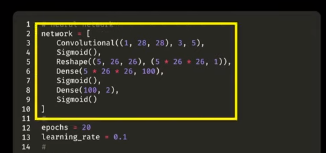 1 # neural network
2 network = [
3 Convolutional((1, 28, 28), 3, 5),
4 Sigmoid(),
5 Reshape((5, 26, 26), (5 * 26 * 26, 1)),
6 Dense(5 * 26 * 26, 100),
7 Sigmoid(),
8 Dense(100, 2),
9 Sigmoid()
10 ]
11 #
12 epochs = 20
13 learning_rate = 0.1
14 #